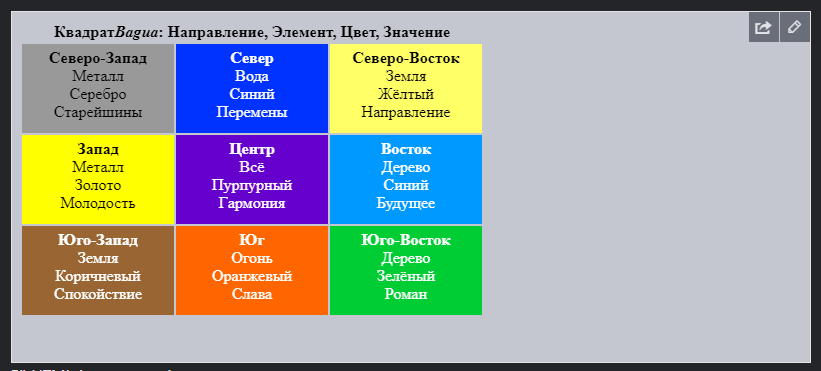 КвадратBagua: Направление, Элемент, Цвет, Значение
Северо-Запад
Металл
Серебро
Старейшины
Север
Вода
Синий
Перемены
Северо-Восток
Земля
Жёлтый
Направление
Запад
Металл
Золото
Молодость
Центр
Всё
Пурпурный
Гармония
Восток
Дерево
Синий
Будущее
Юго-Запад
Земля
Коричневый
Спокойствие
Юг
Огонь
Оранжевый
Слава
Юго-Восток
Дерево
Зелёный
Роман